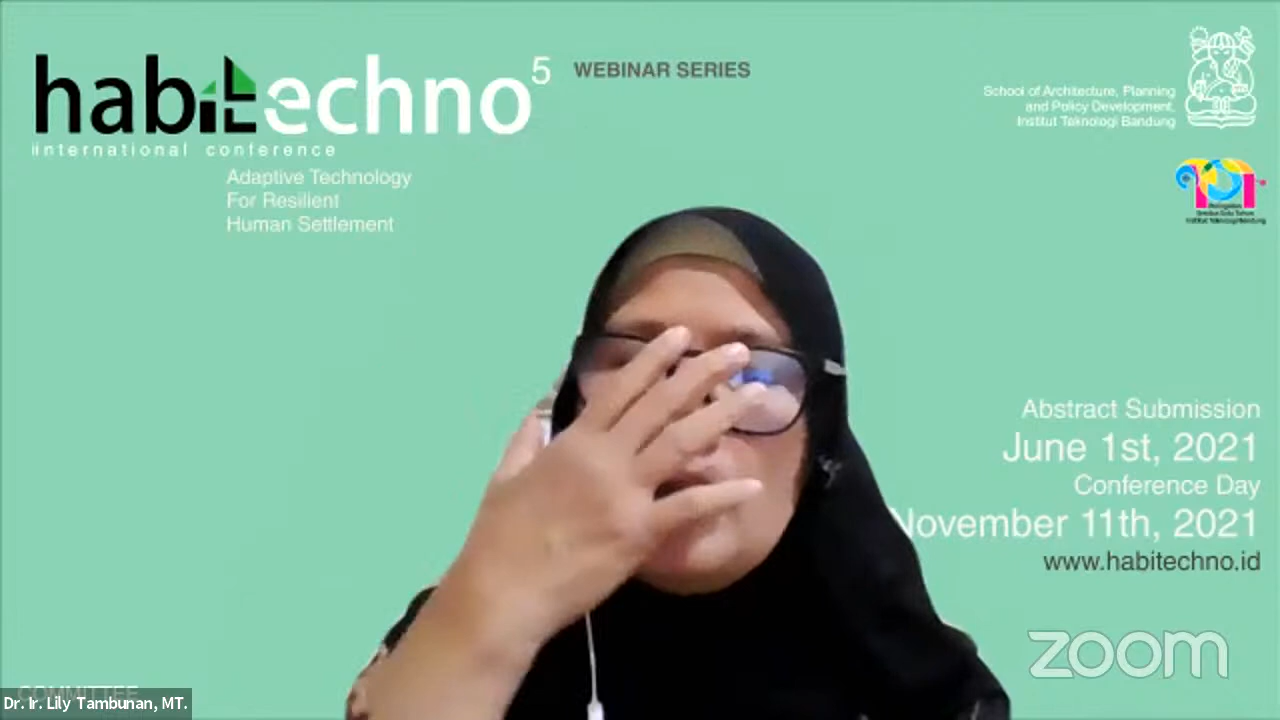 habitechno5 WEBINAR SERIES
international conference
Adaptive Technology
For Resilient
Human Settlement
School of Architecture, Planning
and Policy Development,
Institut Teknologi Bandung
101
Abstract Submission
June 1st, 2021
Conference Day
November 11th, 2021
www.habitechno.id
zoom
COMMITTEE
Dr. Ir. Lily Tambunan, MT.